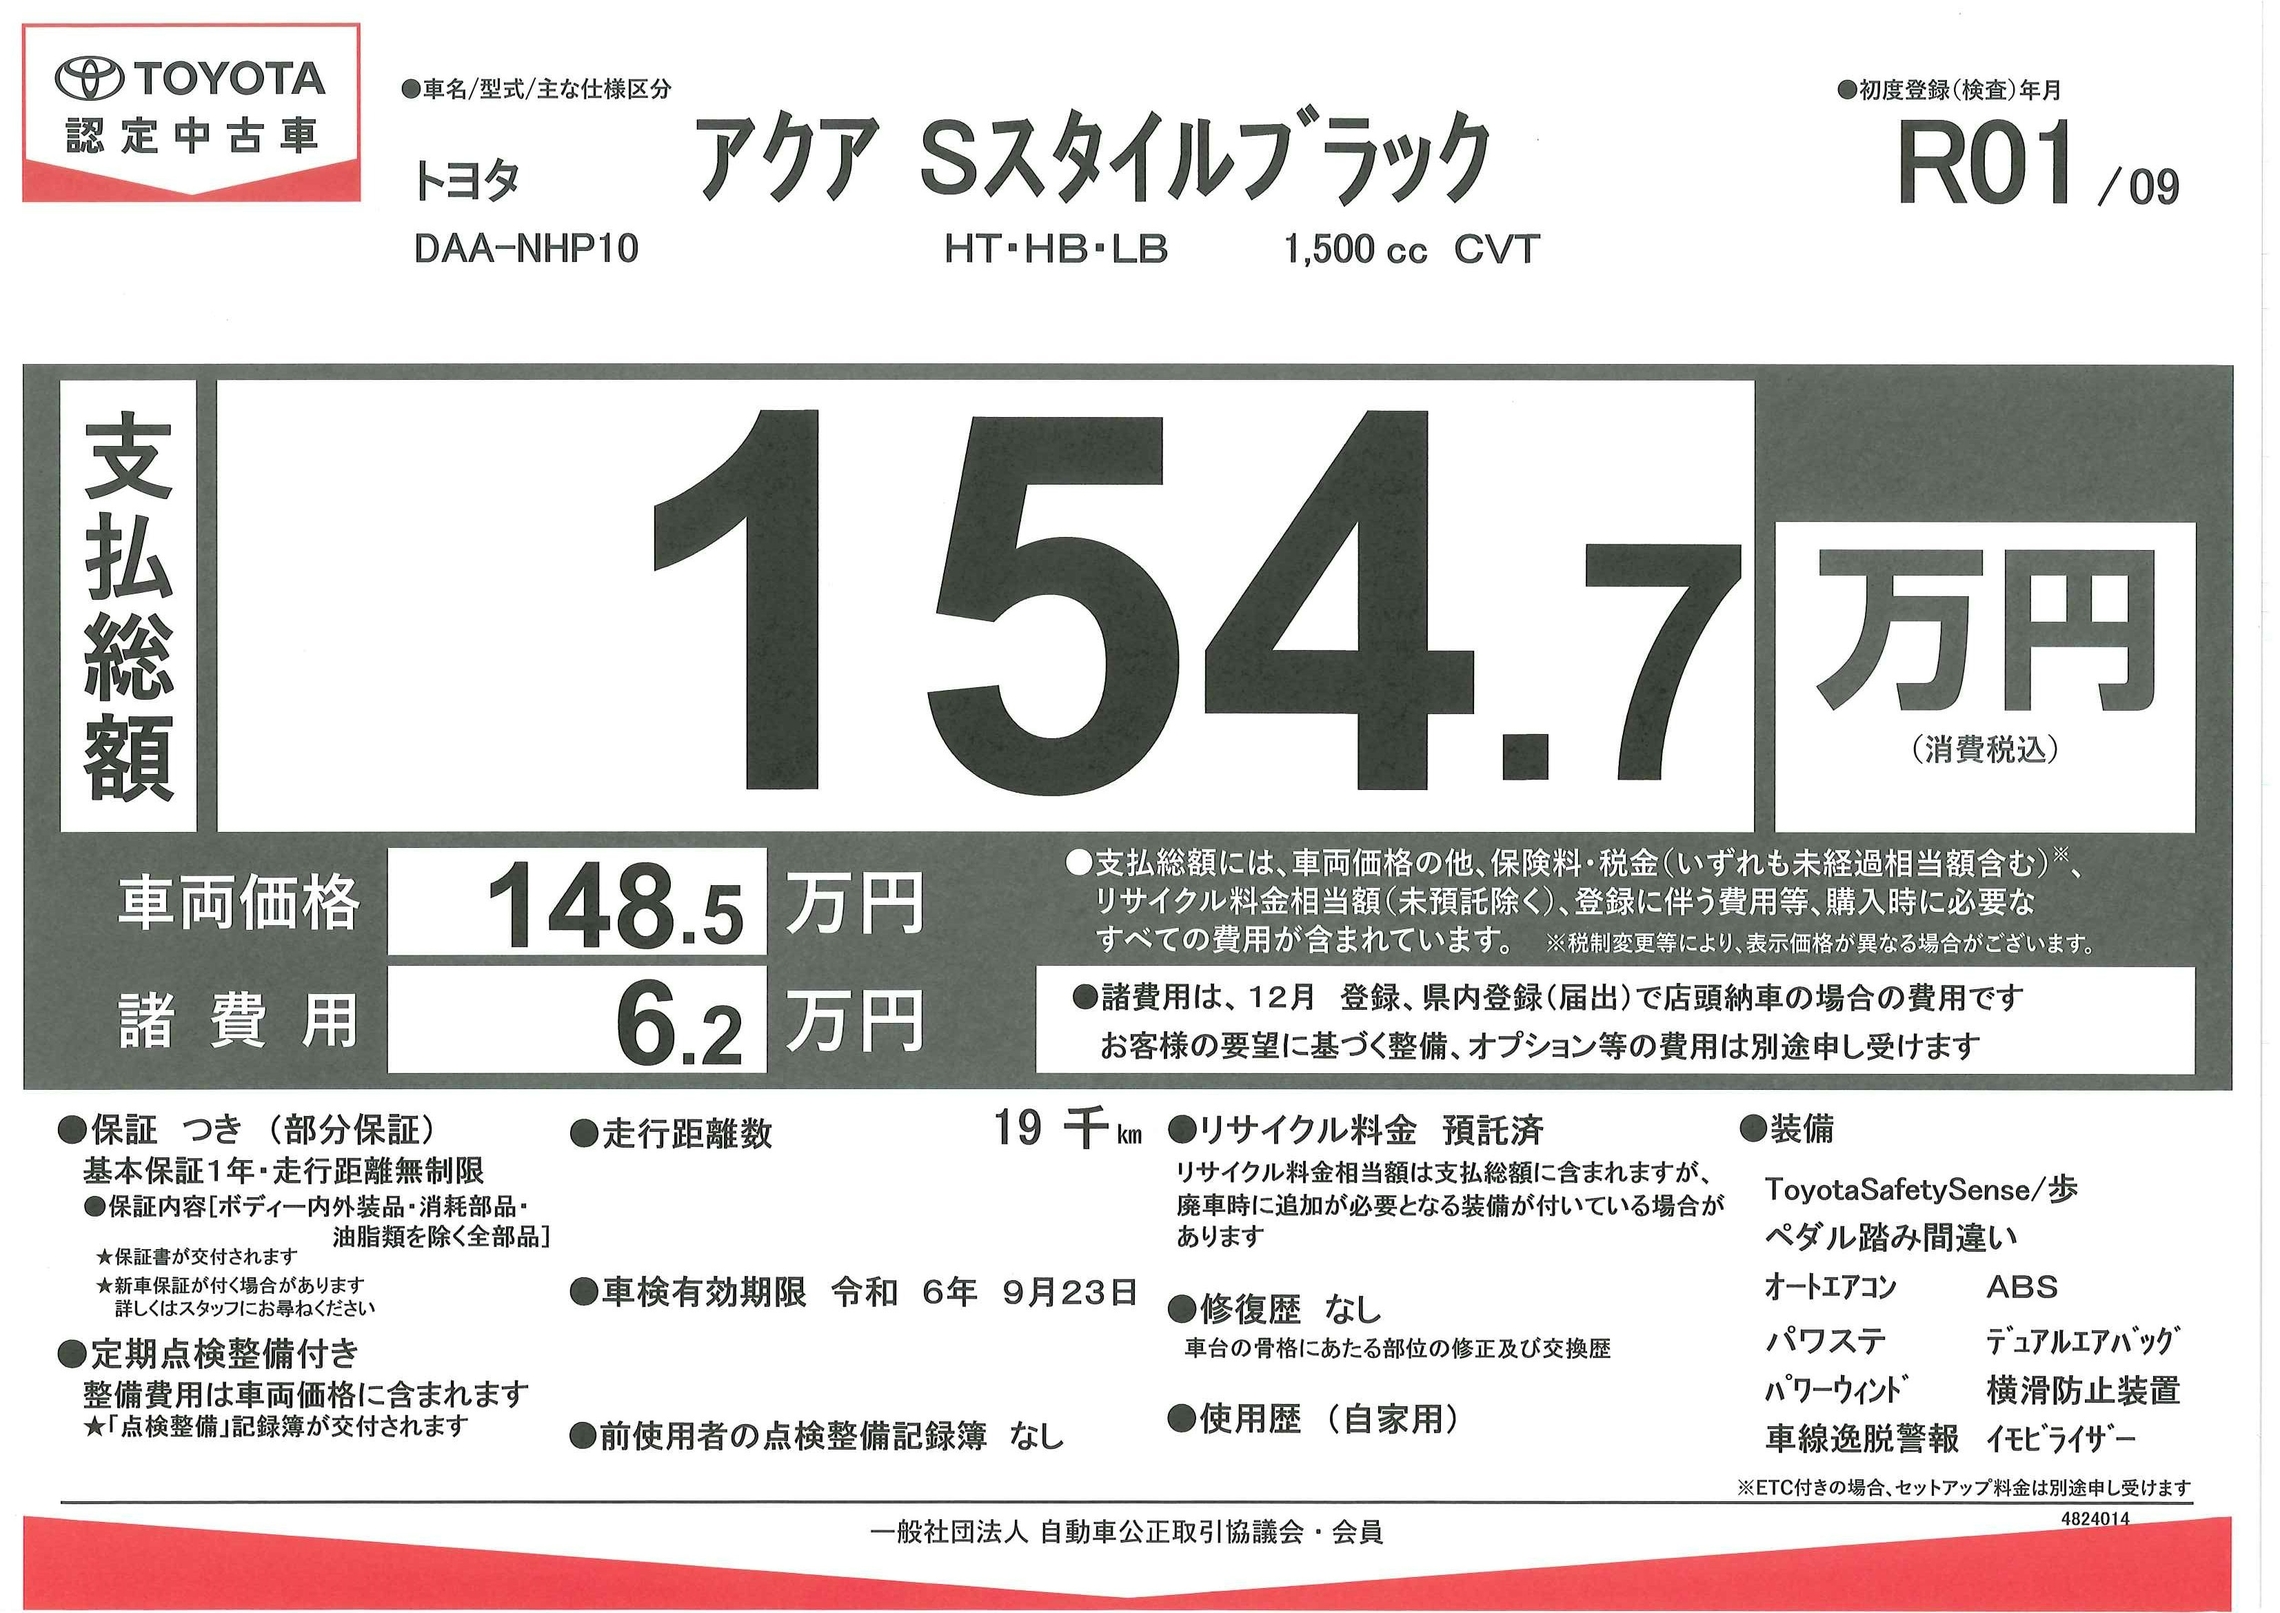 TOYOTA
認定中古車
●車名/型式/主な仕様区分
●初度登録(検査)年月
トヨタ
アクア Sスタイルブラック
R01/09
DAA-NHP10 HT・HB・LB 1,500 cc CVT
支払総額
154.7
万円
(消費税込)
車両価格 148.5 万円
諸費用 6.2 万円
●支払総額には、車両価格の他、保険料・税金(いずれも未経過相当額含む)※、
リサイクル料金相当額(未預託除く)、登録に伴う費用等、購入時に必要な
すべての費用が含まれています。 ※税制変更等により、表示価格が異なる場合がございます。
●諸費用は、12月 登録、県内登録(届出)で店頭納車の場合の費用です
お客様の要望に基づく整備、オプション等の費用は別途申し受けます
●保証 つき (部分保証)
基本保証1年・走行距離無制限
●保証内容[ボディー内外装品・消耗部品・
油脂類を除く全部品]
★保証書が交付されます
★新車保証が付く場合があります
詳しくはスタッフにお尋ねください
●定期点検整備付き
整備費用は車両価格に含まれます
★「点検整備」記録簿が交付されます
●走行距離数 19 千km
●車検有効期限 令和 6年 9月23日
●前使用者の点検整備記録簿 なし
●リサイクル料金 預託済
リサイクル料金相当額は支払総額に含まれますが、
廃車時に追加が必要となる装備が付いている場合が
あります
●修復歴 なし
車台の骨格にあたる部位の修正及び交換歴
●使用歴 (自家用)
●装備
ToyotaSafetySense/歩
ペダル踏み間違い
ｵｰﾄエアコン ABS
パワステ ﾃﾞｭｱﾙエアﾊﾞｯｸﾞ
ﾊﾟﾜｰｳｨﾝﾄﾞ 横滑防止装置
車線逸脱警報 ｲﾓﾋﾞﾗｲｻﾞｰ
※ETC付きの場合、セットアップ料金は別途申し受けます
4824014
一般社団法人 自動車公正取引協議会・会員